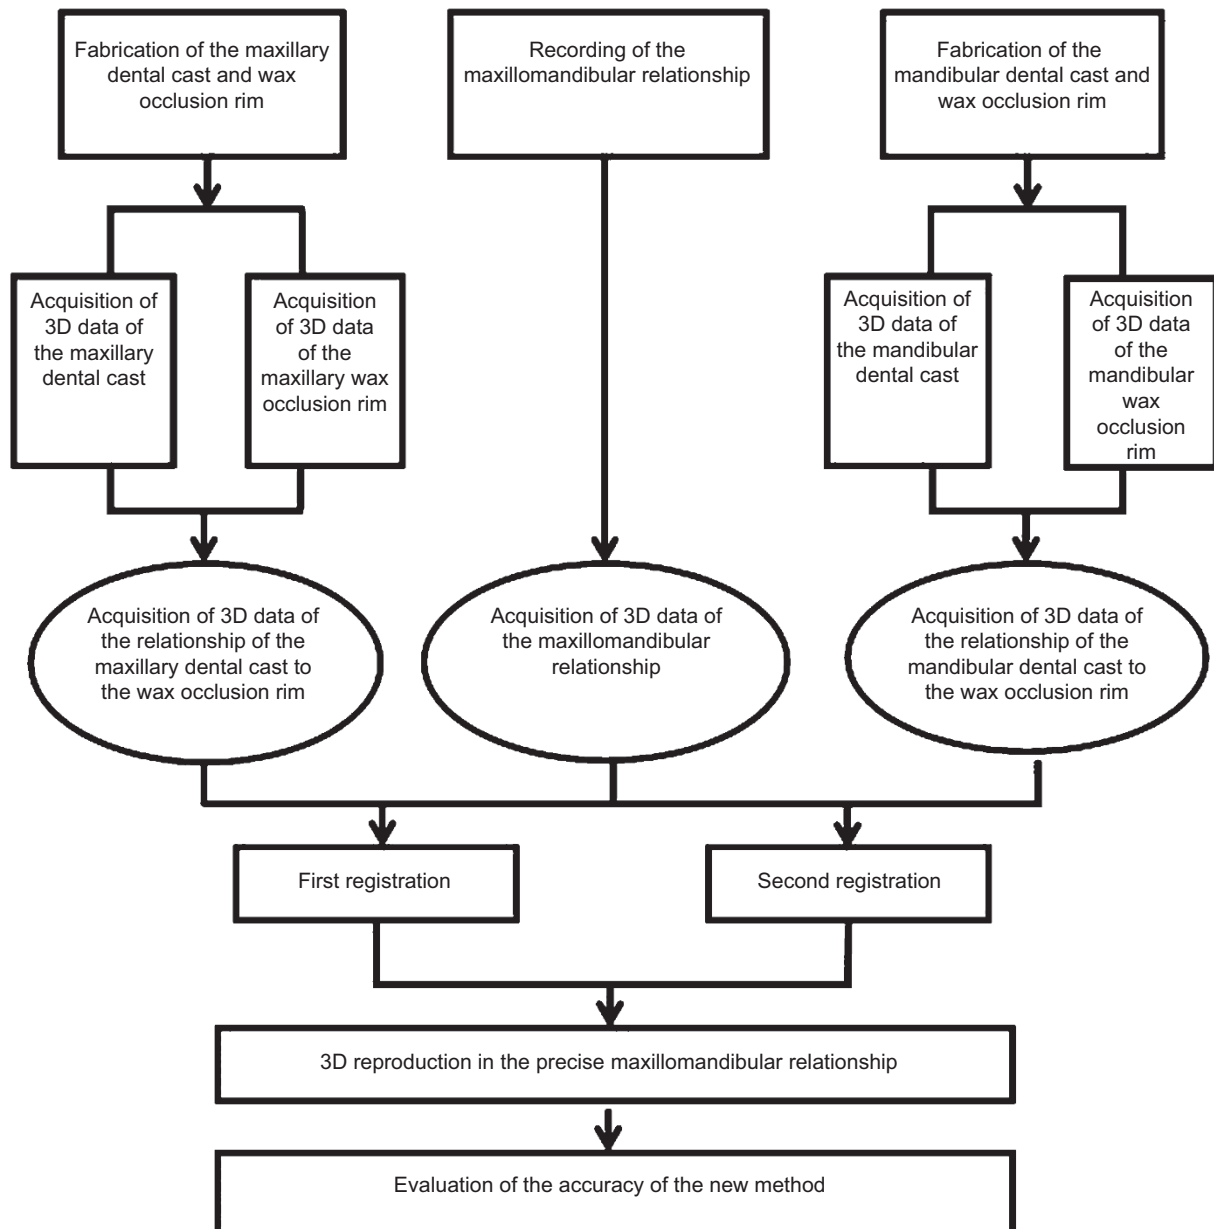 Fabrication of the maxillary
dental cast and wax
occlusion rim
Recording of the
maxillomandibular relationship
Fabrication of the
mandibular dental cast and
wax occlusion rim
Acquisition of
3D data of
the maxillary
dental cast
Acquisition
of 3D data
of the
maxillary wax
occlusion rim
Acquisition of
3D data of
the mandibular
dental cast
Acquisition
of 3D data
of the
mandibular
wax
occlusion
rim
Acquisition of 3D data of
the relationship of the
maxillary dental cast to
the wax occlusion rim
Acquisition of 3D data of
the maxillomandibular
relationship
Acquisition of 3D data of
the relationship of the
mandibular dental cast to
the wax occlusion rim
First registration
Second registration
3D reproduction in the precise maxillomandibular relationship
Evaluation of the accuracy of the new method